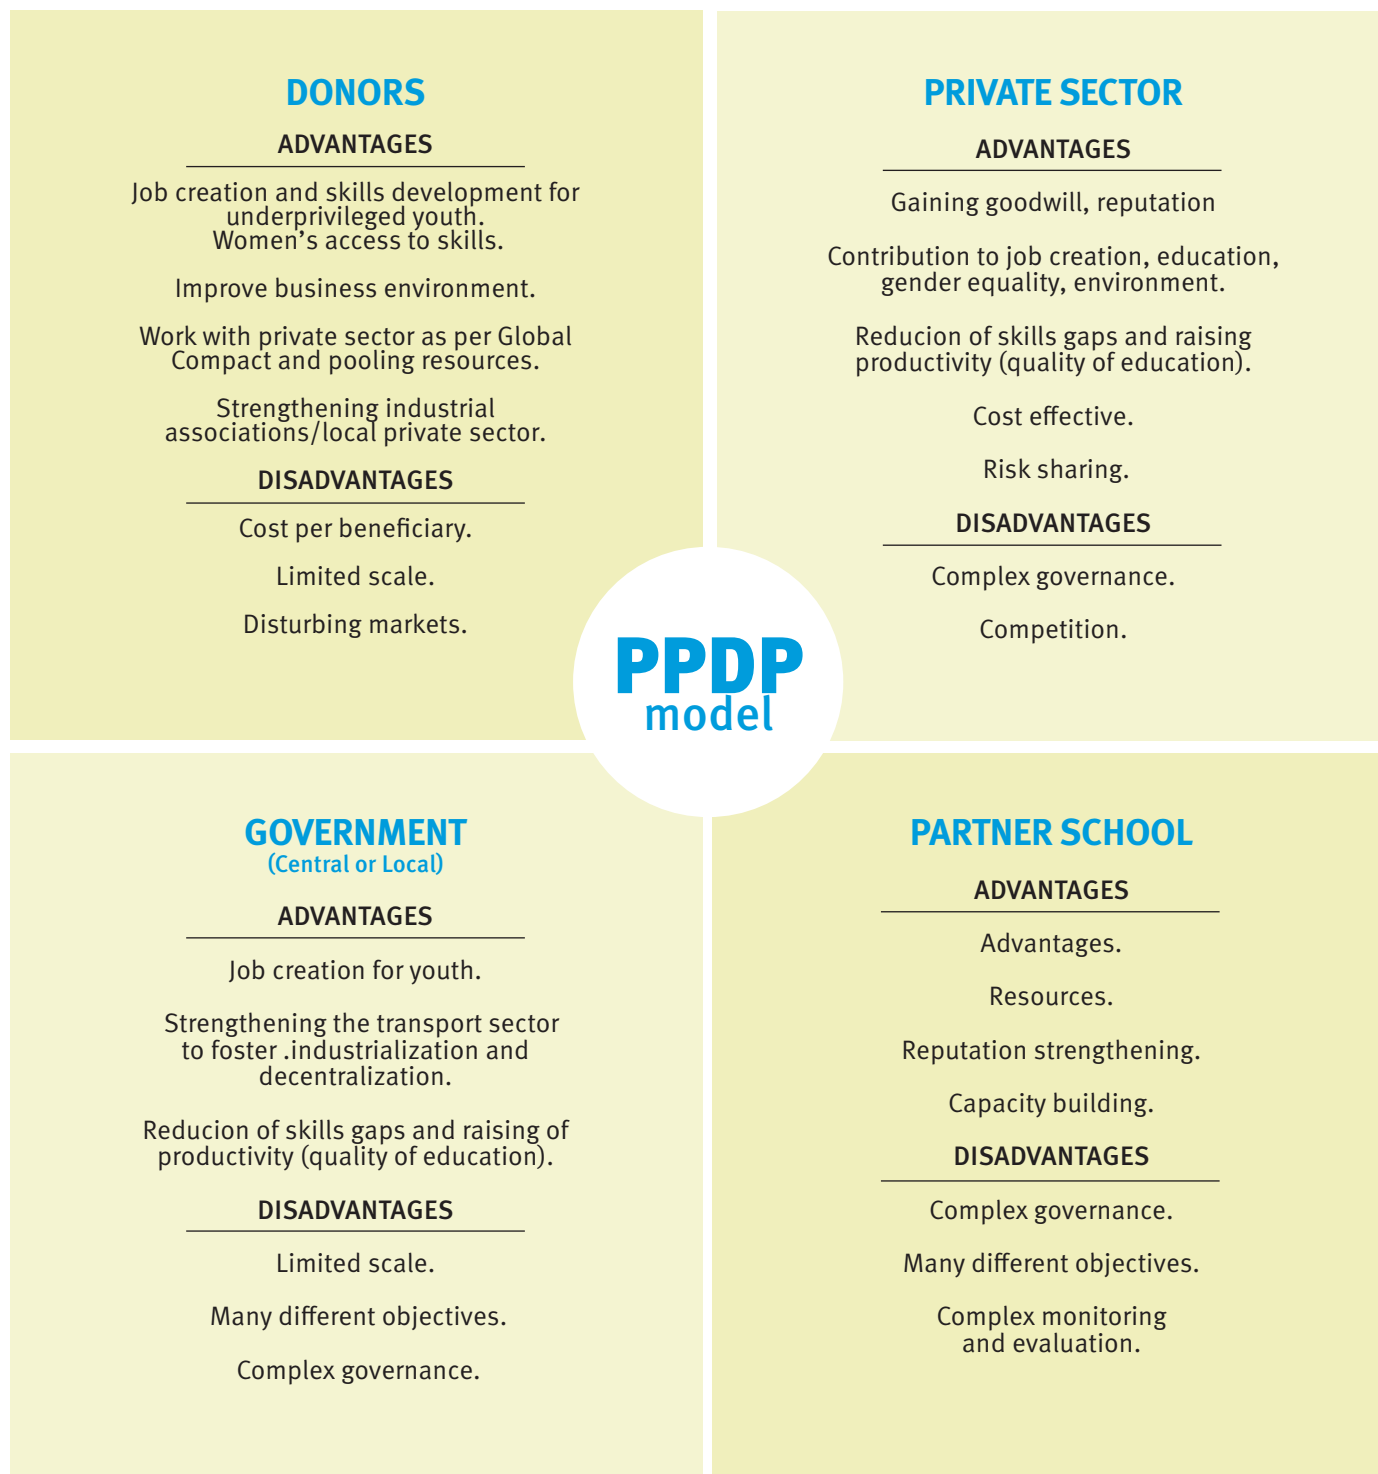 DONORS
ADVANTAGES
Job creation and skills development for
underprivileged youth.
Women's access to skills.
Improve business environment.
Work with private sector as per Global
Compact and pooling resources.
Strengthening industrial
associations/local private sector.
DISADVANTAGES
Cost per beneficiary.
Limited scale.
Disturbing markets.
PRIVATE SECTOR
ADVANTAGES
Gaining goodwill, reputation
Contribution to job creation, education,
gender equality, environment.
Reducion of skills gaps and raising
productivity (quality of education).
Cost effective.
Risk sharing.
DISADVANTAGES
Complex governance.
Competition.
PPDP
model
GOVERNMENT
(Central or Local)
ADVANTAGES
Job creation for youth.
Strengthening the transport sector
to foster .industrialization and
decentralization.
Reducion of skills gaps and raising of
productivity (quality of education).
DISADVANTAGES
Limited scale.
Many different objectives.
Complex governance.
PARTNER SCHOOL
ADVANTAGES
Advantages.
Resources.
Reputation strengthening.
Capacity building.
DISADVANTAGES
Complex governance.
Many different objectives.
Complex monitoring
and evaluation.